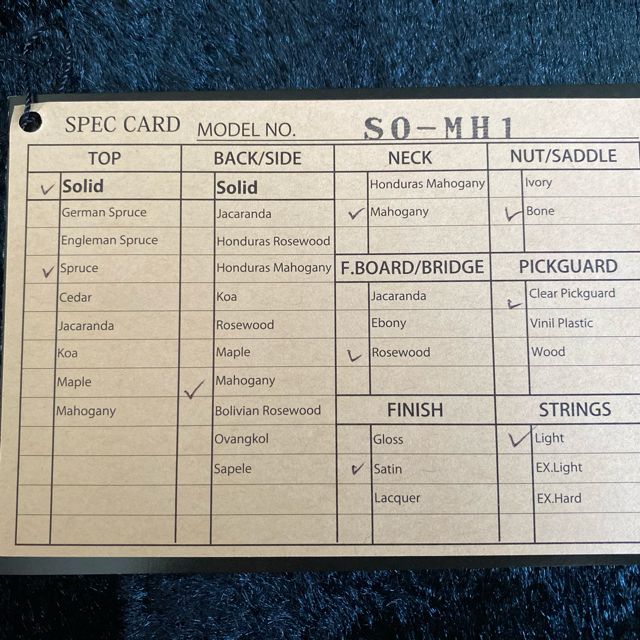 SPEC CARD MODEL NO. SO-MH1
TOP
✓ Solid
German Spruce
Engleman Spruce
✓ Spruce
Cedar
Jacaranda
Koa
Maple
Mahogany
BACK/SIDE
Solid
Jacaranda
Honduras Rosewood
Honduras Mahogany
Koa
Rosewood
Maple
✓ Mahogany
Bolivian Rosewood
Ovangkol
Sapele
NECK
Honduras Mahogany
✓ Mahogany
F.BOARD/BRIDGE
Jacaranda
Ebony
✓ Rosewood
FINISH
Gloss
✓ Satin
Lacquer
NUT/SADDLE
Ivory
✓ Bone
PICKGUARD
✓ Clear Pickguard
Vinil Plastic
Wood
STRINGS
✓ Light
EX.Light
EX.Hard